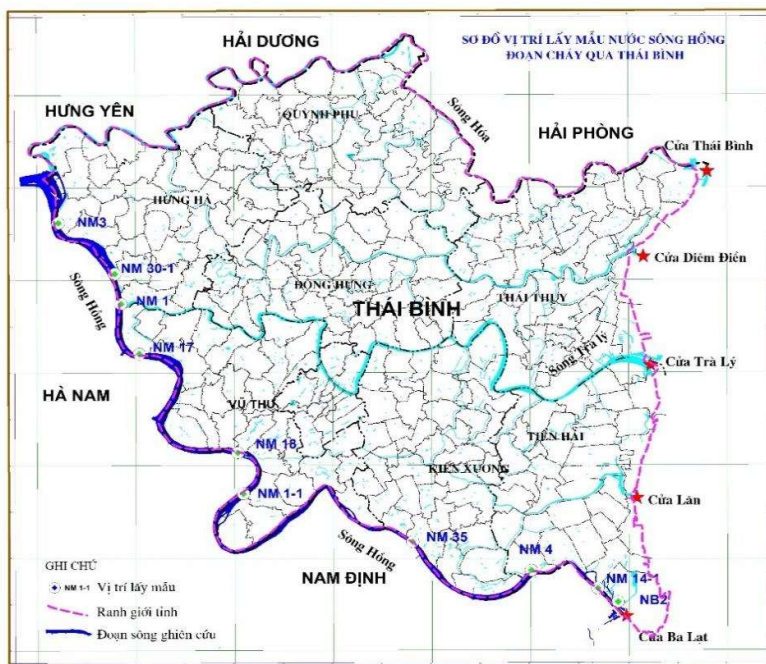 SƠ ĐỒ VỊ TRÍ LẤY MẪU NƯỚC SÔNG HỒNG
ĐOẠN CHẢY QUA THÁI BÌNH
HẢI DƯƠNG
HƯNG YÊN
QUỲNH PHỤ
Sông Hóa
HẢI PHÒNG
Cửa Thái Bình
HƯNG HÀ
NM3
Cửa Diêm Điền
NM 30-1
Sông Hồng
NM 1
ĐÔNG HƯNG
THÁI BÌNH
THÁI THỤY
NM 17
Sông Trà lý
Cửa Trà Lý
HÀ NAM
VŨ THƯ
TIỀN HẢI
NM 18
KIẾN XƯƠNG
NM 1-1
Cửa Lân
Sông Hồng
NM 35
NM 4
NAM ĐỊNH
NM 14-1
NB2
Cửa Ba Lạt
GHI CHÚ
NM 1-1 Vị trí lấy mẫu
Ranh giới tỉnh
Đoạn sông ghiên cứu